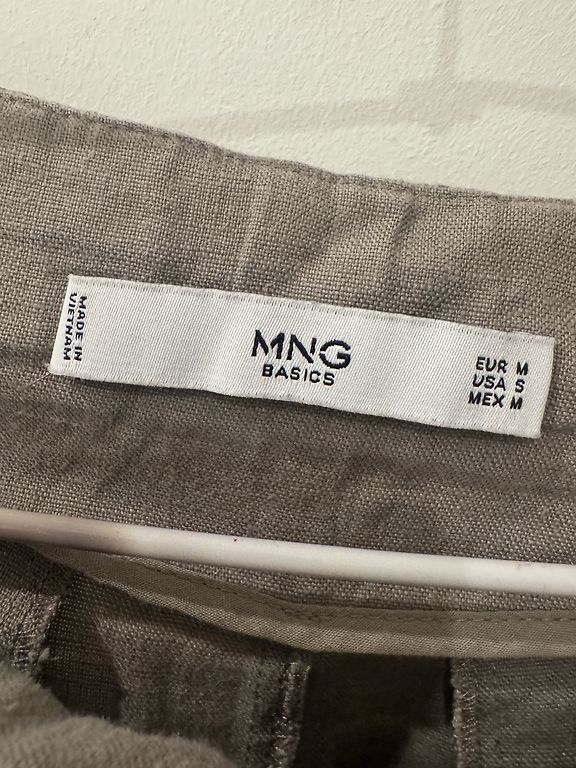 MADE IN
VIETNAM
MNG
BASICS
EUR M
USA S
MEX M